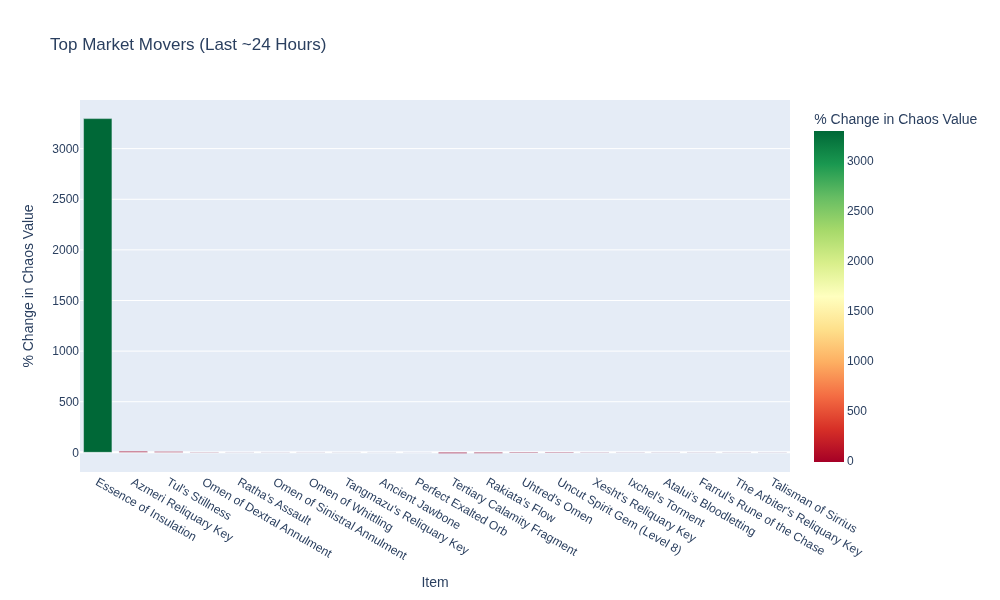 Top Market Movers (Last ~24 Hours)
% Change in Chaos Value
3000
2500
2000
1500
1000
500
0
% Change in Chaos Value
3000
2500
2000
1500
1000
500
0
Essence of Insulation
Azmeri Reliquary Key
Tul's Stillness
Omen of Dextral Annulment
Ratha's Assault
Omen of Sinistral Annulment
Omen of Whittling
Tangmazu's Reliquary Key
Ancient Jawbone
Perfect Exalted Orb
Tertiary Calamity Fragment
Rakiata's Flow
Uhtred's Omen
Uncut Spirit Gem (Level 8)
Xesht's Reliquary Key
Ixchel's Torment
Atalui's Bloodletting
Farrul's Rune of the Chase
The Arbiter's Reliquary Key
Talisman of Sirrius
Item